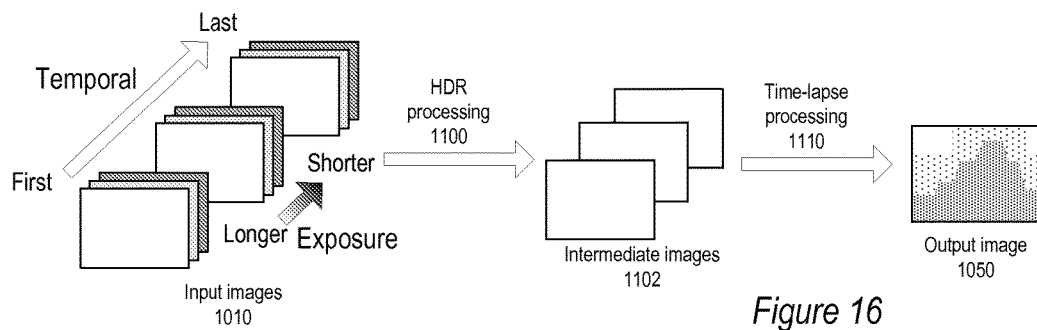 Last
Temporal
First
Shorter
Longer
Exposure
Input images
1010
HDR
processing
1100
Intermediate images
1102
Time-lapse
processing
1110
Output image
1050
Figure 16